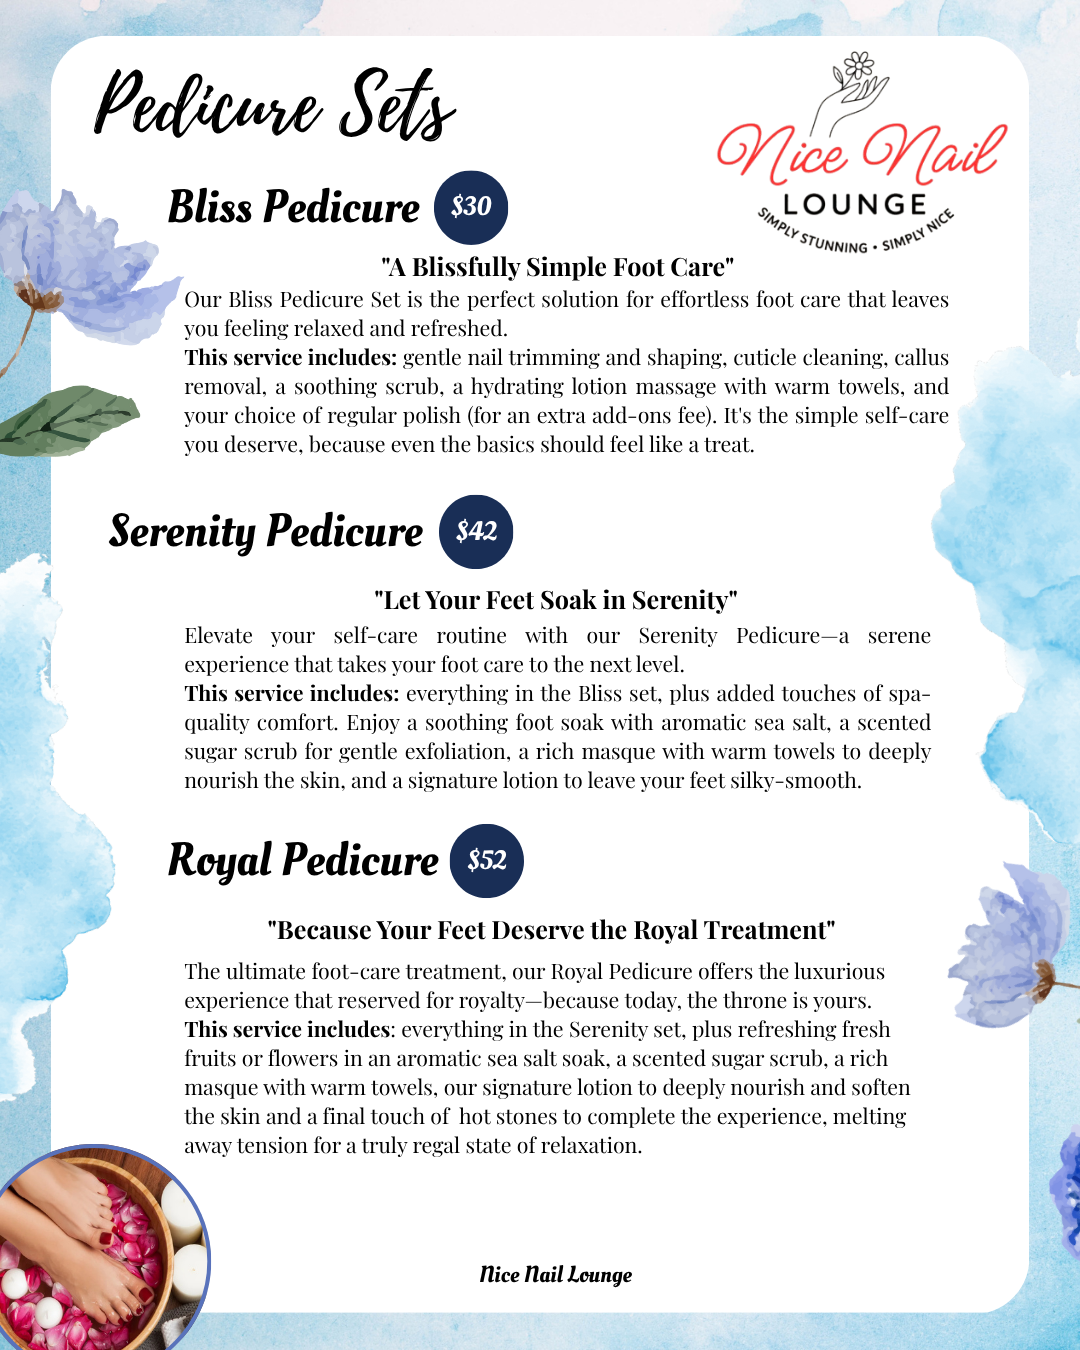 Pedicure Sets
Nice Nail
LOUNGE
SIMPLY STUNNING • SIMPLY NICE
Bliss Pedicure $30
"A Blissfully Simple Foot Care"
Our Bliss Pedicure Set is the perfect solution for effortless foot care that leaves
you feeling relaxed and refreshed.
This service includes: gentle nail trimming and shaping, cuticle cleaning, callus
removal, a soothing scrub, a hydrating lotion massage with warm towels, and
your choice of regular polish (for an extra add-ons fee). It's the simple self-care
you deserve, because even the basics should feel like a treat.
Serenity Pedicure $42
"Let Your Feet Soak in Serenity"
Elevate your self-care routine with our Serenity Pedicure—a serene
experience that takes your foot care to the next level.
This service includes: everything in the Bliss set, plus added touches of spa-
quality comfort. Enjoy a soothing foot soak with aromatic sea salt, a scented
sugar scrub for gentle exfoliation, a rich masque with warm towels to deeply
nourish the skin, and a signature lotion to leave your feet silky-smooth.
Royal Pedicure $52
"Because Your Feet Deserve the Royal Treatment"
The ultimate foot-care treatment, our Royal Pedicure offers the luxurious
experience that reserved for royalty—because today, the throne is yours.
This service includes: everything in the Serenity set, plus refreshing fresh
fruits or flowers in an aromatic sea salt soak, a scented sugar scrub, a rich
masque with warm towels, our signature lotion to deeply nourish and soften
the skin and a final touch of hot stones to complete the experience, melting
away tension for a truly regal state of relaxation.
Nice Nail Lounge